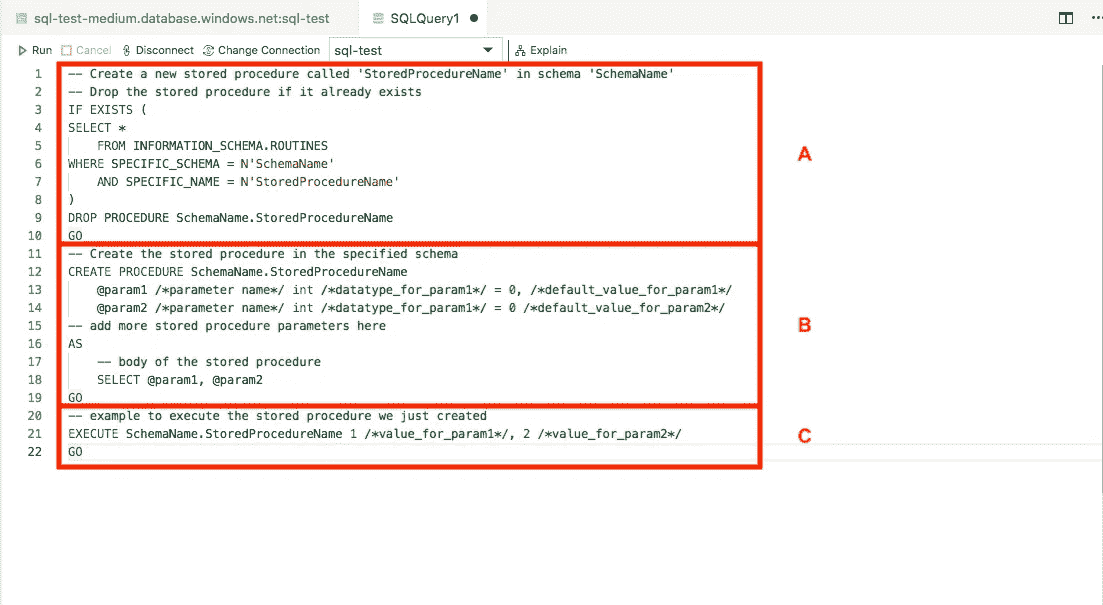 sql-test-medium.database.windows.net:sql-test SQLQuery1
Run Cancel Disconnect Change Connection sql-test Explain
1 -- Create a new stored procedure called 'StoredProcedureName' in schema 'SchemaName'
2 -- Drop the stored procedure if it already exists
3 IF EXISTS (
4 SELECT *
5 FROM INFORMATION_SCHEMA.ROUTINES
6 WHERE SPECIFIC_SCHEMA = N'SchemaName'
7 AND SPECIFIC_NAME = N'StoredProcedureName'
8 )
9 DROP PROCEDURE SchemaName.StoredProcedureName
10 GO
A
11 -- Create the stored procedure in the specified schema
12 CREATE PROCEDURE SchemaName.StoredProcedureName
13 @param1 /*parameter name*/ int /*datatype_for_param1*/ = 0, /*default_value_for_param1*/
14 @param2 /*parameter name*/ int /*datatype_for_param1*/ = 0 /*default_value_for_param2*/
15 -- add more stored procedure parameters here
16 AS
17 -- body of the stored procedure
18 SELECT @param1, @param2
19 GO
B
20 -- example to execute the stored procedure we just created
21 EXECUTE SchemaName.StoredProcedureName 1 /*value_for_param1*/, 2 /*value_for_param2*/
22 GO
C